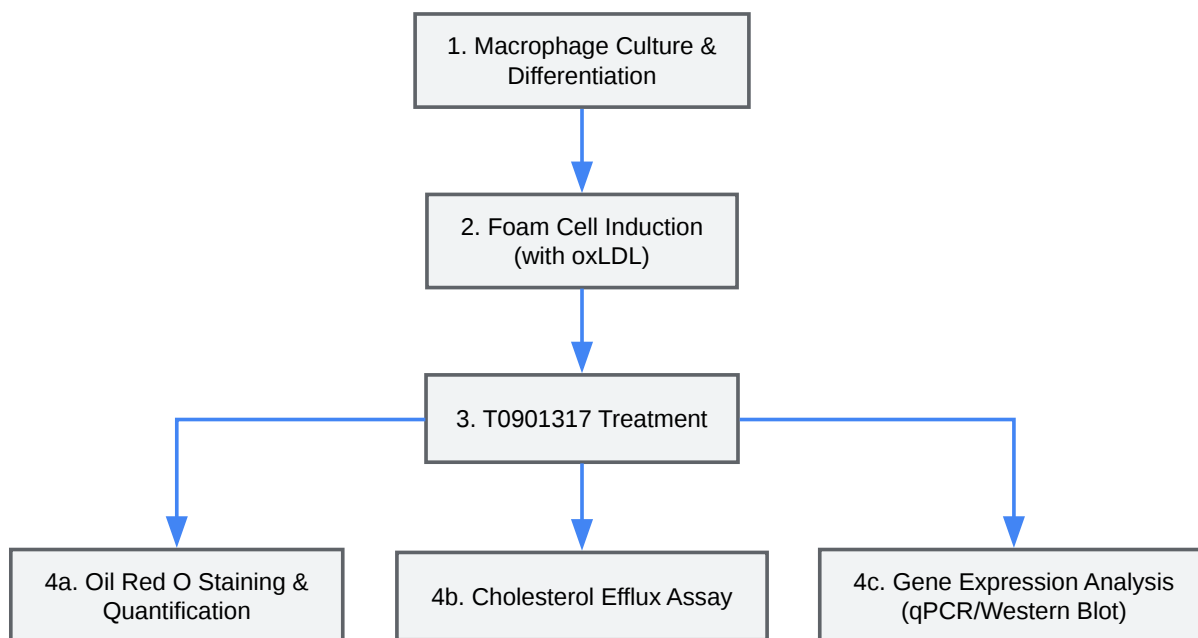 1. Macrophage Culture &
Differentiation
2. Foam Cell Induction
(with oxLDL)
3. T0901317 Treatment
4a. Oil Red O Staining &
Quantification
4b. Cholesterol Efflux Assay
4c. Gene Expression Analysis
(qPCR/Western Blot)